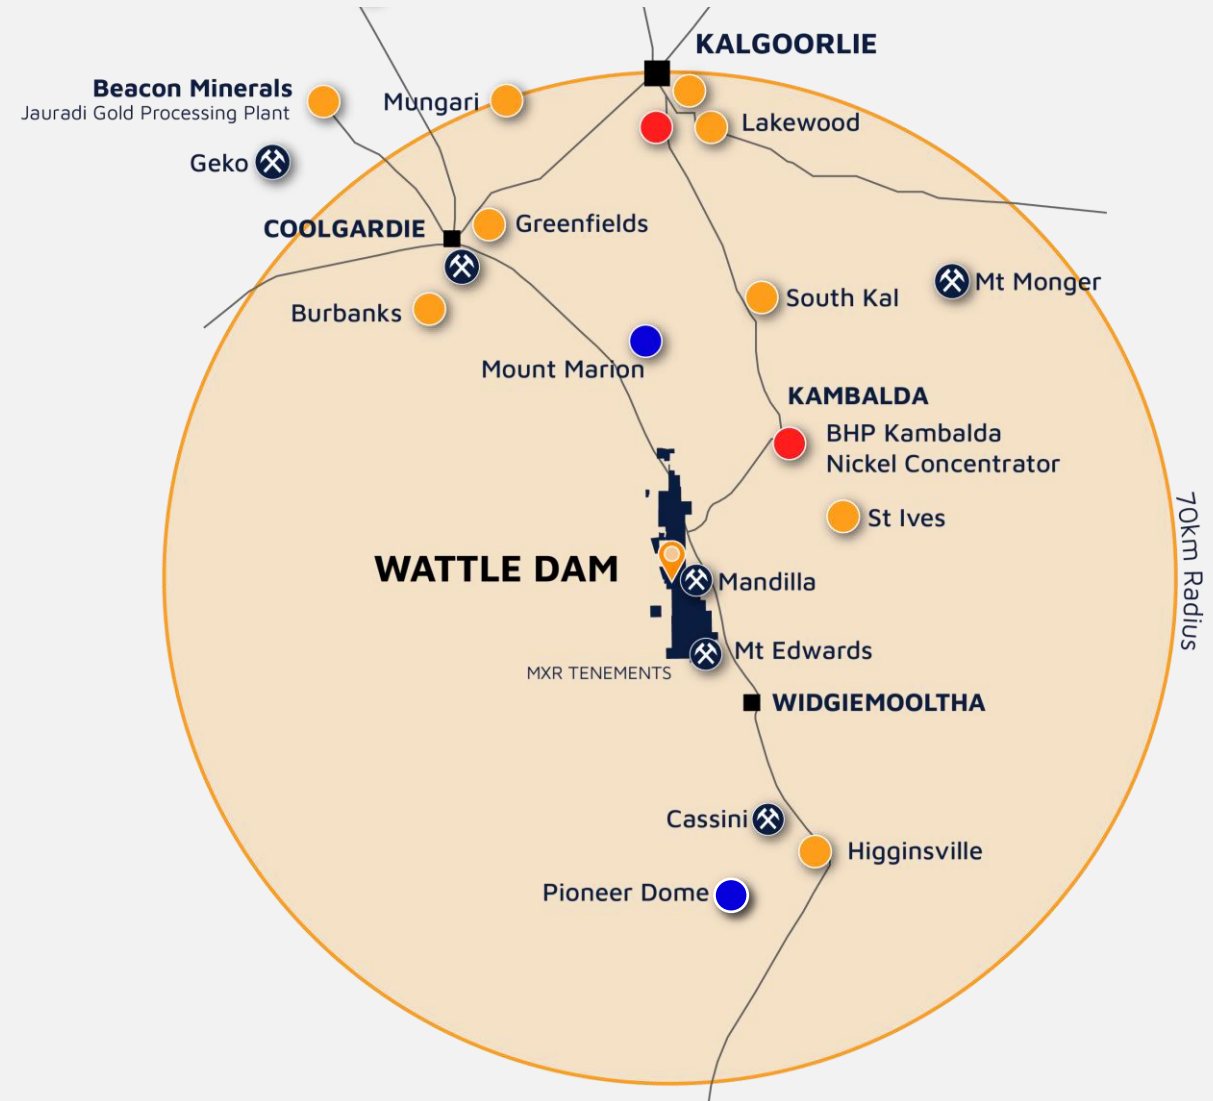 KALGOORLIE
Beacon Minerals
Jauradi Gold Processing Plant
Mungari
Lakewood
Geko
COOLGARDIE
Greenfields
Mt Monger
South Kal
Burbanks
Mount Marion
KAMBALDA
BHP Kambalda
Nickel Concentrator
St Ives
70km Radius
WATTLE DAM
Mandilla
Mt Edwards
MXR TENEMENTS
WIDGIEMOOLTHA
Cassini
Higginsville
Pioneer Dome